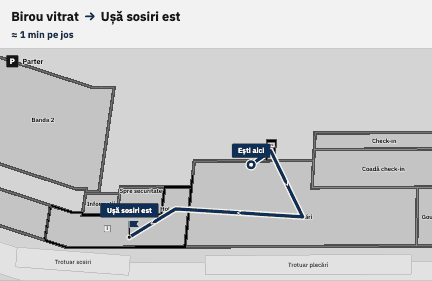 Birou vitrat → Ușă sosiri est
≈ 1 min pe jos
P Parter
Banda 2
Ești aici
Check-in
Coadă check-in
Spre securitate
Ușă sosiri est
Trotuar sosiri
Trotuar plecări